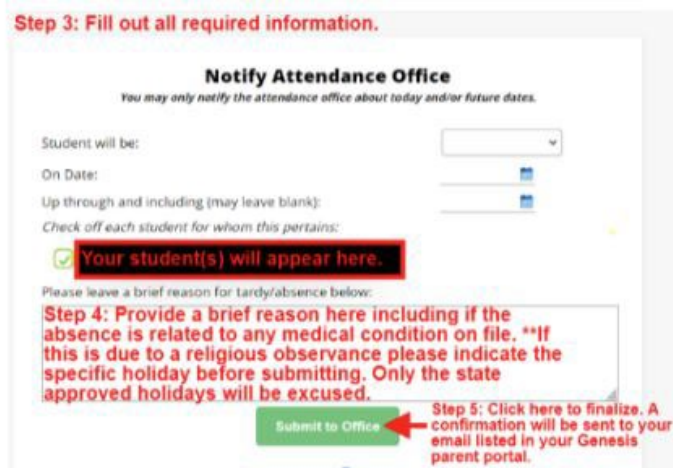 Step 3: Fill out all required information.
Notify Attendance Office
You may only notify the attendance office about today and/or future dates.
Student will be:
On Date:
Up through and including (may leave blank):
Check off each student for whom this pertains:
Your student(s) will appear here.
Please leave a brief reason for tardy/absence below:
Step 4: Provide a brief reason here including if the
absence is related to any medical condition on file. **If
this is due to a religious observance please indicate the
specific holiday before submitting. Only the state
approved holidays will be excused.
Submit to Office
Step 5: Click here to finalize. A
confirmation will be sent to your
email listed in your Genesis
parent portal.